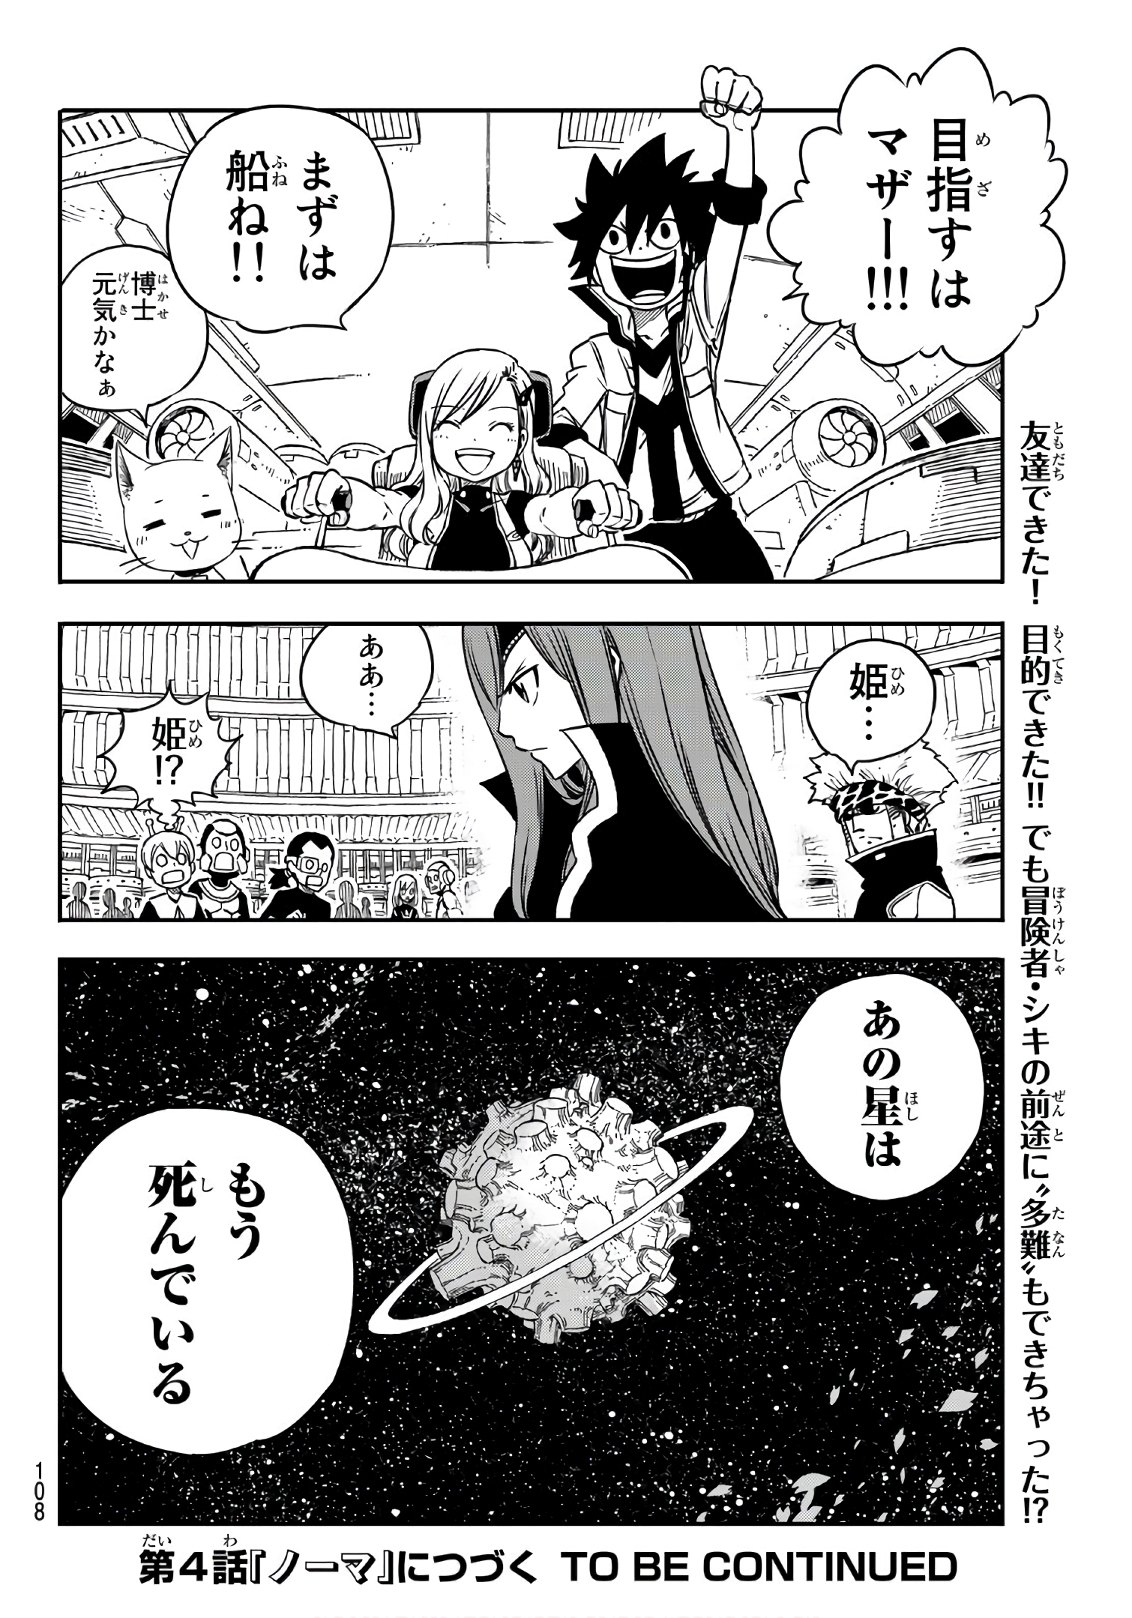 目指すは
マザー!!!
まずは
船ね!!
博士
元気かなぁ
姫…
ああ…
姫!?
あの星は
もう
死んでいる
友達できた！　目的できた!!　でも冒険者・シキの前途に〝多難〟もできちゃった!?
108
第4話『ノーマ』につづく TO BE CONTINUED